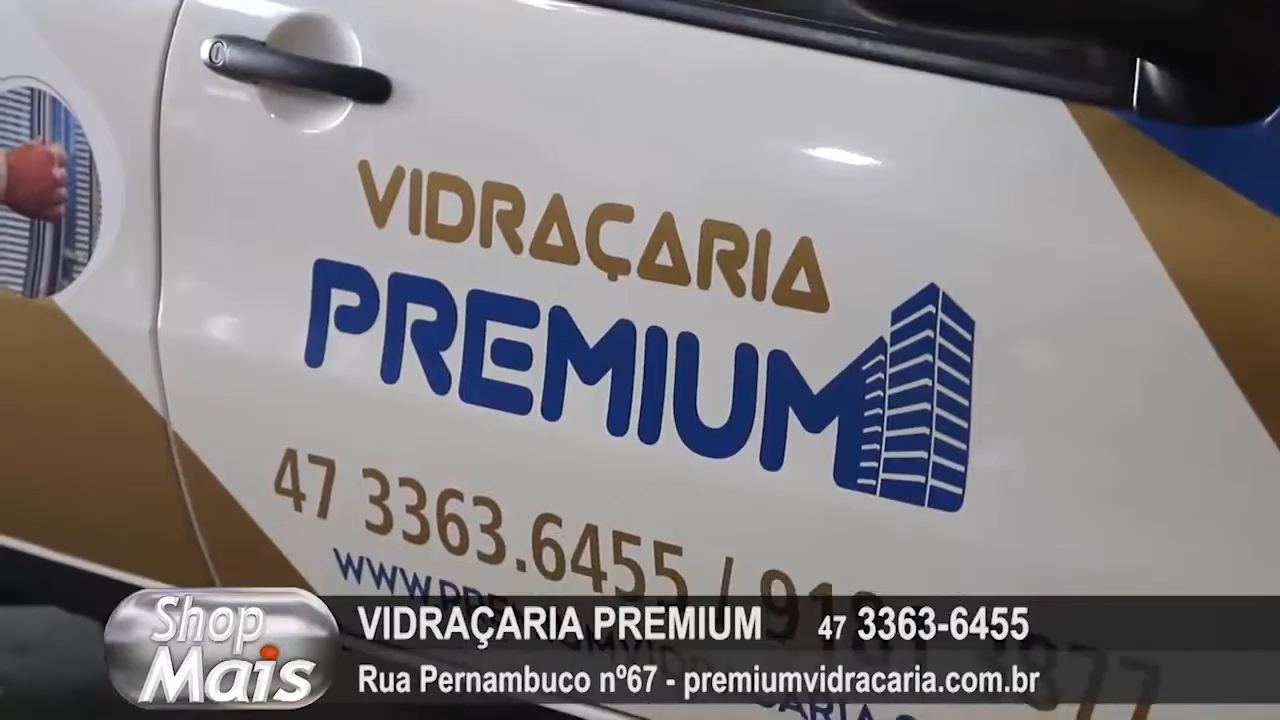 VIDRAÇARIA
PREMIUM
47 3363.6455 /
VIDRAÇARIA PREMIUM 47 3363-6455
Rua Pernambuco nº67 - premiumvidracaria.com.br
Shop
Mais